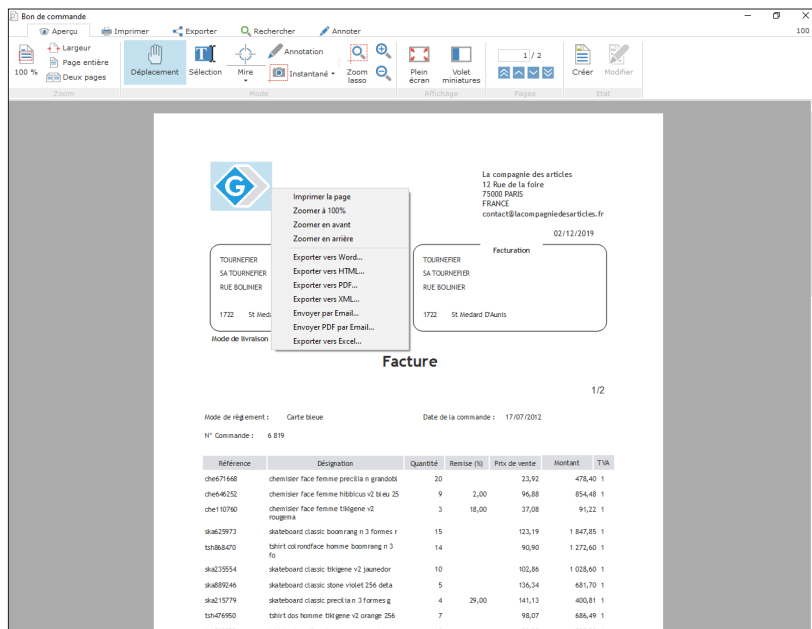 Bon de commande
Aperçu Imprimer Exporter Rechercher Annoter 100
100 % Largeur Page entière Deux pages
Déplacement Sélection Mire Annotation Instantané Zoom lasso
Plein écran Volet miniatures
1 / 2
Créer Modifier
Zoom Mode Affichage Pages Etat
G
La compagnie des articles
12 Rue de la foire
75000 PARIS
FRANCE
contact@lacompagniedesarticles.fr
02/12/2019
Imprimer la page
Zoomer à 100%
Zoomer en avant
Zoomer en arrière
Exporter vers Word...
Exporter vers HTML...
Exporter vers PDF...
Exporter vers XML...
Envoyer par Email...
Envoyer PDF par Email...
Exporter vers Excel...
TOURNEFIER
SA TOURNEFIER
RUE BOLINIER
1722 St Meda
Facturation
TOURNEFIER
SA TOURNEFIER
RUE BOLINIER
1722 St Medard D'Aunis
Mode de livraison
Facture
1/2
Mode de règlement : Carte bleue Date de la commande : 17/07/2012
N° Commande : 6 819
Référence Désignation Quantité Remise (%) Prix de vente Montant TVA
che671668 chemisier face femme precilia n grandobl 20 23,92 478,40 1
che646252 chemisier face femme hibbicus v2 bleu 25 9 2,00 96,88 854,48 1
che110760 chemisier face femme tikigene v2 3 18,00 37,08 91,22 1
rougema
ska625973 skateboard classic boomrang n 3 formes r 15 123,19 1 847,85 1
tsh868470 tshirt col rondface homme boomrang n 3 14 90,90 1 272,60 1
fo
ska235554 skateboard classic tikigene v2 jaunedor 10 102,86 1 028,60 1
ska889246 skateboard classic stone violet 256 deta 5 136,34 681,70 1
ska215779 skateboard classic precilia n 3 formes g 4 29,00 141,13 400,81 1
tsh476950 tshirt dos homme tikigene v2 orange 256 7 98,07 686,49 1